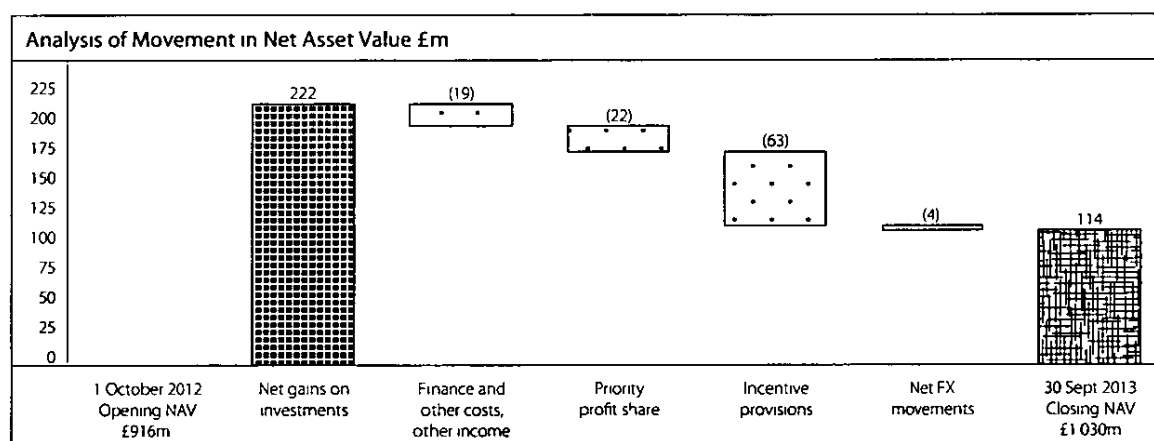 Analysis of Movement in Net Asset Value £m
225
200
175
150
125
100
75
50
25
0
222
(19)
(22)
(63)
(4)
114
1 October 2012
Opening NAV
£916m
Net gains on
investments
Finance and
other costs,
other income
Priority
profit share
Incentive
provisions
Net FX
movements
30 Sept 2013
Closing NAV
£1 030m